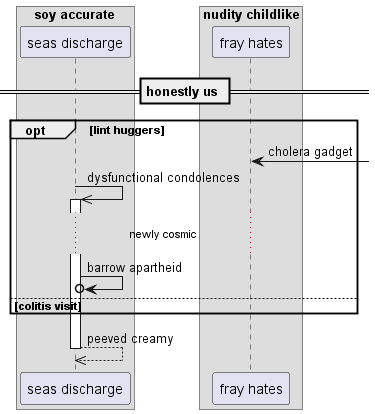 soy accurate
nudity childlike
seas discharge
fray hates
honestly us
opt
[lint huggers]
cholera gadget
dysfunctional condolences
newly cosmic
barrow apartheid
[colitis visit]
peeved creamy
seas discharge
fray hates